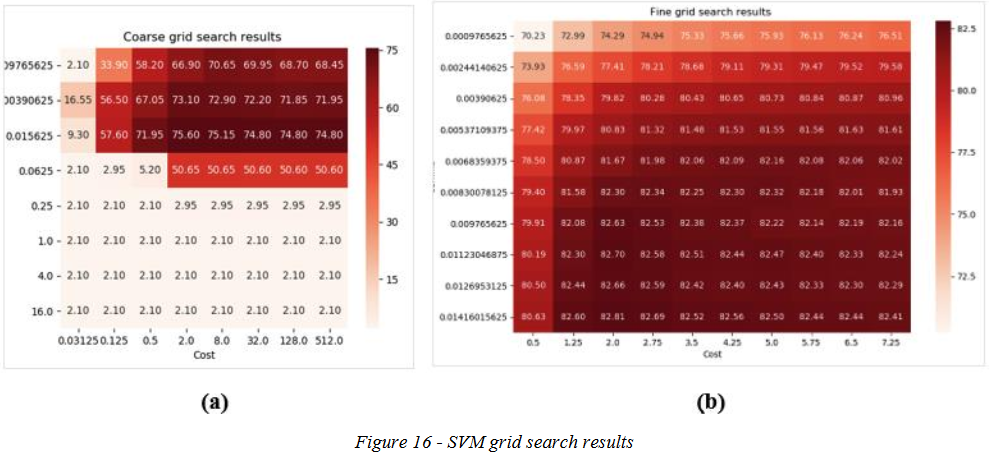 Coarse grid search results
09765625 2.10 33.90 58.20 66.90 70.65 69.95 68.70 68.45
00390625 16.55 56.50 67.05 73.10 72.90 72.20 71.85 71.95
0.015625 9.30 57.60 71.95 75.60 75.15 74.80 74.80 74.80
0.0625 2.10 2.95 5.20 50.65 50.65 50.60 50.60 50.60
0.25 2.10 2.10 2.10 2.95 2.95 2.95 2.95 2.95
1.0 2.10 2.10 2.10 2.10 2.10 2.10 2.10 2.10
4.0 2.10 2.10 2.10 2.10 2.10 2.10 2.10 2.10
16.0 2.10 2.10 2.10 2.10 2.10 2.10 2.10 2.10
0.03125 0.125 0.5 2.0 8.0 32.0 128.0 512.0
Cost
75
60
45
30
15
(a)
Fine grid search results
0.0009765625 70.23 72.99 74.29 74.94 75.33 75.66 75.93 76.13 76.24 76.51
0.00244140625 73.93 76.59 77.41 78.21 78.68 79.11 79.31 79.47 79.52 79.58
0.00390625 76.08 78.35 79.82 80.28 80.43 80.65 80.73 80.84 80.87 80.96
0.00537109375 77.42 79.97 80.83 81.32 81.48 81.53 81.55 81.56 81.63 81.61
0.0068359375 78.50 80.87 81.67 81.98 82.06 82.09 82.16 82.08 82.06 82.02
0.00830078125 79.40 81.58 82.30 82.34 82.25 82.30 82.32 82.18 82.01 81.93
0.009765625 79.91 82.08 82.63 82.53 82.38 82.37 82.22 82.14 82.19 82.16
0.01123046875 80.19 82.30 82.70 82.58 82.51 82.44 82.47 82.40 82.33 82.24
0.0126953125 80.50 82.44 82.66 82.59 82.42 82.40 82.43 82.33 82.30 82.29
0.01416015625 80.63 82.60 82.81 82.69 82.52 82.56 82.50 82.44 82.44 82.41
0.5 1.25 2.0 2.75 3.5 4.25 5.0 5.75 6.5 7.25
Cost
82.5
80.0
77.5
75.0
72.5
(b)
Figure 16 - SVM grid search results